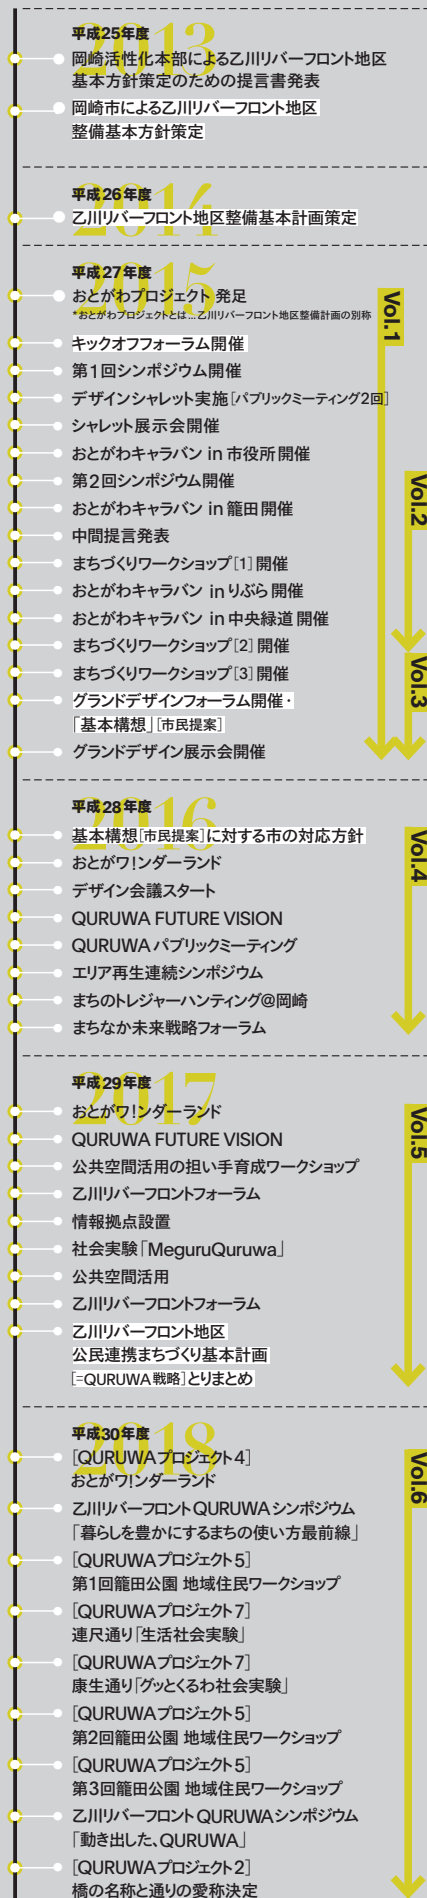 2013
平成25年度
岡崎活性化本部による乙川リバーフロント地区
基本方針策定のための提言書発表
岡崎市による乙川リバーフロント地区
整備基本方針策定
2014
平成26年度
乙川リバーフロント地区整備基本計画策定
2015
平成27年度
おとがわプロジェクト 発足
*おとがわプロジェクトとは…乙川リバーフロント地区整備計画の別称
Vol.1
キックオフフォーラム開催
第1回シンポジウム開催
デザインシャレット実施[パブリックミーティング2回]
シャレット展示会開催
おとがわキャラバン in 市役所 開催
第2回シンポジウム開催
Vol.2
おとがわキャラバン in 籠田 開催
中間提言発表
まちづくりワークショップ[1] 開催
おとがわキャラバン in りぶら 開催
おとがわキャラバン in 中央緑道 開催
まちづくりワークショップ[2] 開催
まちづくりワークショップ[3] 開催
Vol.3
グランドデザインフォーラム開催・
「基本構想」[市民提案]
グランドデザイン展示会開催
2016
平成28年度
基本構想[市民提案]に対する市の対応方針
Vol.4
おとがワ!ンダーランド
デザイン会議スタート
QURUWA FUTURE VISION
QURUWA パブリックミーティング
エリア再生連続シンポジウム
まちのトレジャーハンティング@岡崎
まちなか未来戦略フォーラム
2017
平成29年度
おとがワ!ンダーランド
Vol.5
QURUWA FUTURE VISION
公共空間活用の担い手育成ワークショップ
乙川リバーフロントフォーラム
情報拠点設置
社会実験「MeguruQuruwa」
公共空間活用
乙川リバーフロントフォーラム
乙川リバーフロント地区
公民連携まちづくり基本計画
[=QURUWA 戦略]とりまとめ
2018
平成30年度
[QURUWAプロジェクト4]
おとがワ!ンダーランド
Vol.6
乙川リバーフロント QURUWA シンポジウム
「暮らしを豊かにするまちの使い方最前線」
[QURUWAプロジェクト5]
第1回籠田公園 地域住民ワークショップ
[QURUWAプロジェクト7]
連尺通り「生活社会実験」
[QURUWAプロジェクト7]
康生通り「グッとくるわ社会実験」
[QURUWAプロジェクト5]
第2回籠田公園 地域住民ワークショップ
[QURUWAプロジェクト5]
第3回籠田公園 地域住民ワークショップ
乙川リバーフロント QURUWAシンポジウム
「動き出した、QURUWA」
[QURUWAプロジェクト2]
橋の名称と通りの愛称決定